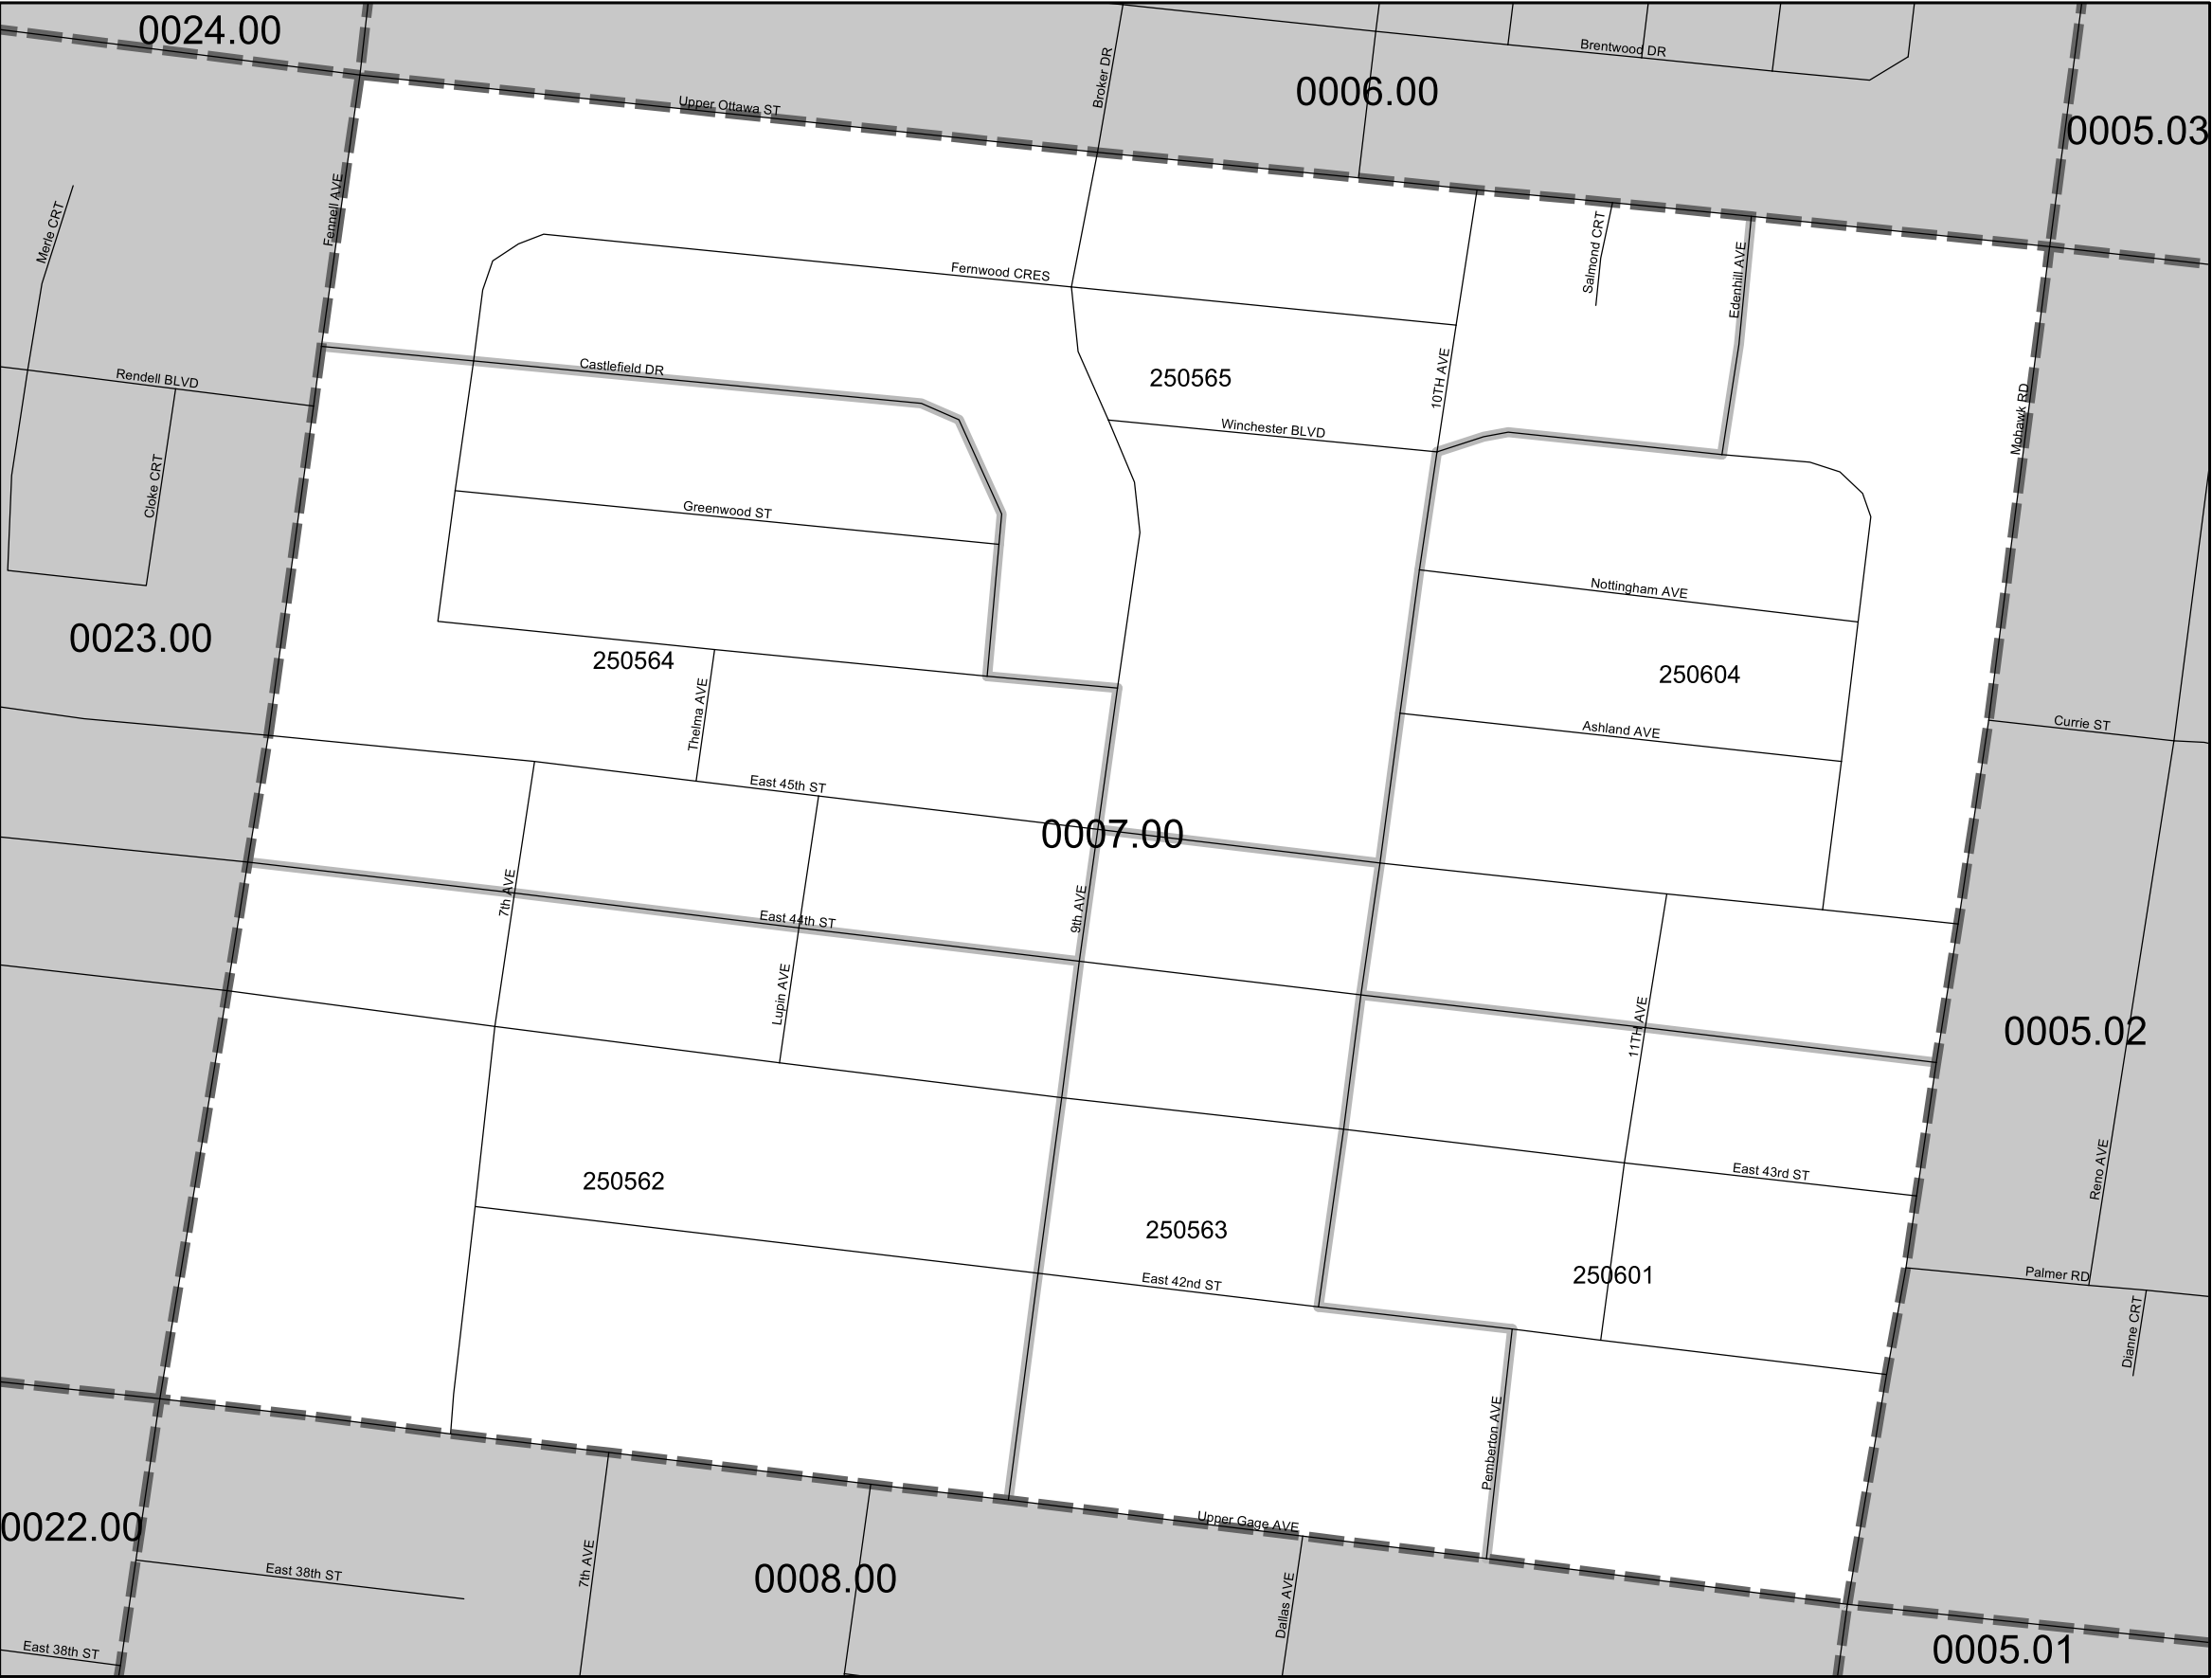 0024.00
Brentwood DR
Broker DR
0006.00
Upper Ottawa ST
0005.03
Fennell AVE
Merle CRT
Salmond CRT
Edenhill AVE
Fernwood CRES
Castlefield DR
Rendell BLVD
250565
10TH AVE
Mohawk RD
Winchester BLVD
Cloke CRT
Greenwood ST
Nottingham AVE
0023.00
250564
250604
Thelma AVE
Currie ST
Ashland AVE
East 45th ST
0007.00
7th AVE
East 44th ST
9th AVE
Lupin AVE
11TH AVE
0005.02
East 43rd ST
Reno AVE
250562
250563
250601
East 42nd ST
Palmer RD
Dianne CRT
Pemberton AVE
0022.00
Upper Gage AVE
East 38th ST
7th AVE
0008.00
Dallas AVE
East 38th ST
0005.01